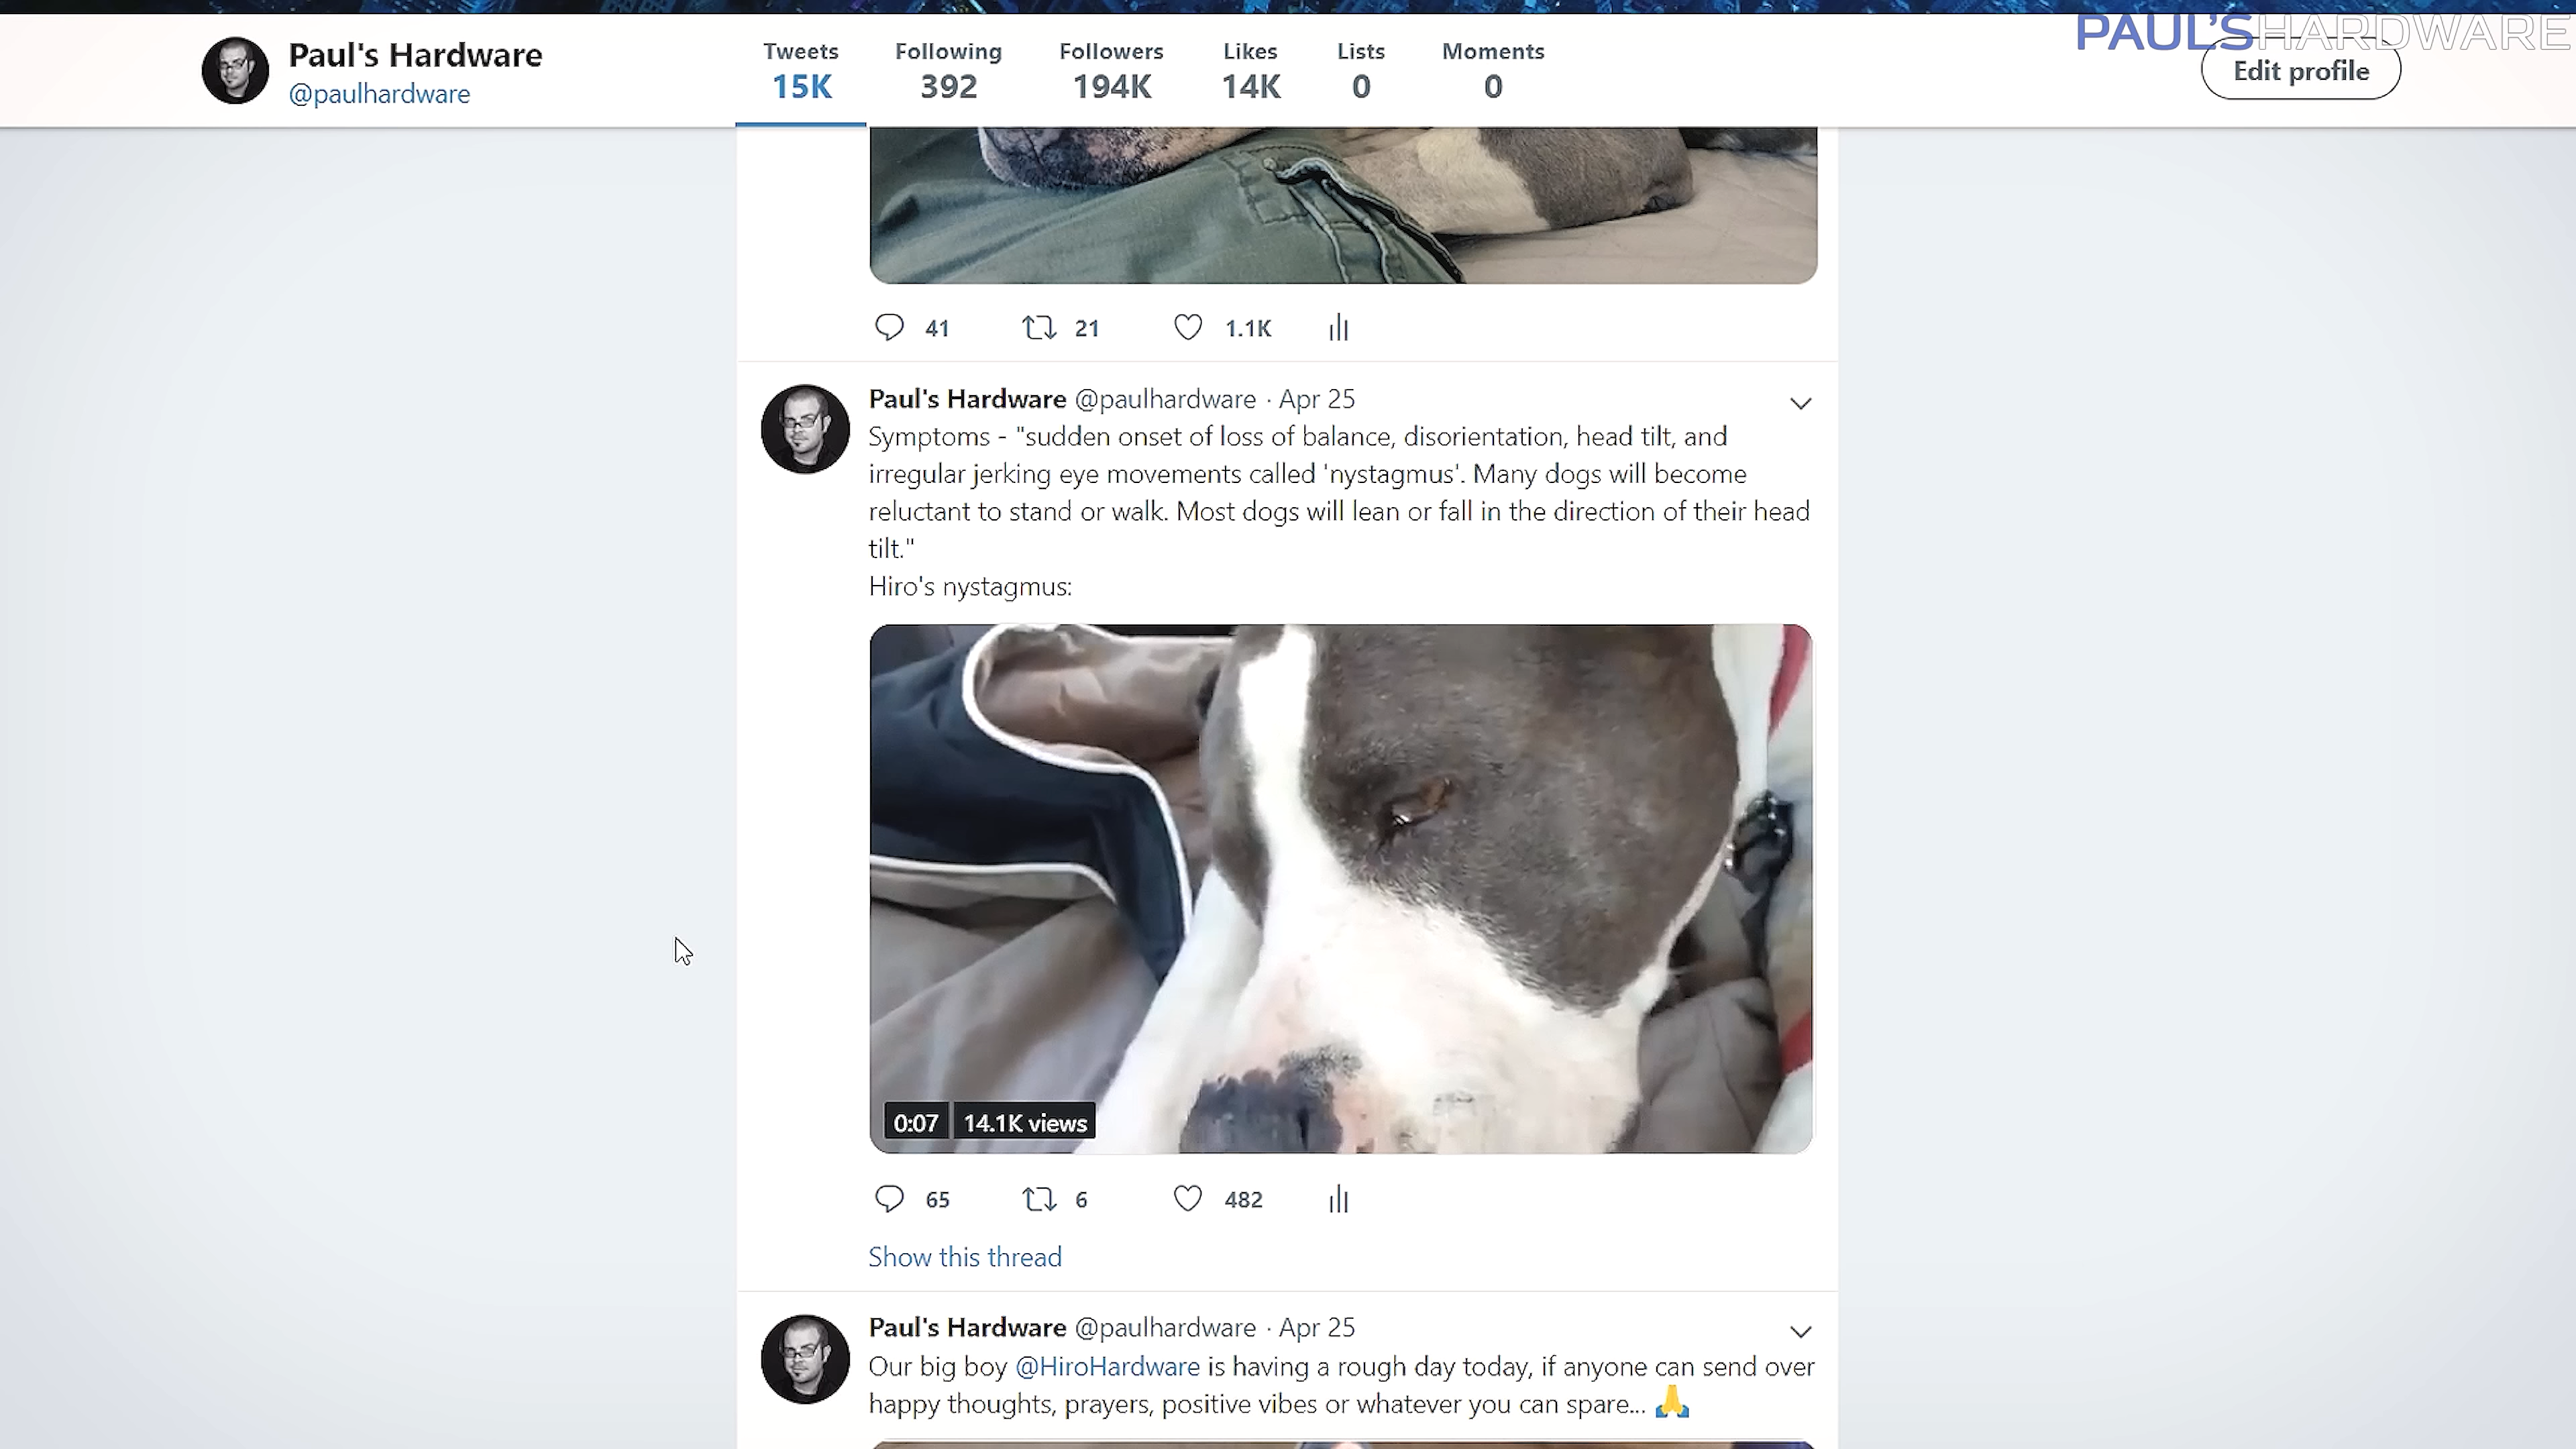 PAUL'SHARDWARE
Paul's Hardware
@paulhardware
Tweets
15K
Following
392
Followers
194K
Likes
14K
Lists
0
Moments
0
Edit profile
41 21 1.1K
Paul's Hardware @paulhardware · Apr 25
Symptoms - "sudden onset of loss of balance, disorientation, head tilt, and
irregular jerking eye movements called 'nystagmus'. Many dogs will become
reluctant to stand or walk. Most dogs will lean or fall in the direction of their head
tilt."
Hiro's nystagmus:
0:07 14.1K views
65 6 482
Show this thread
Paul's Hardware @paulhardware · Apr 25
Our big boy @HiroHardware is having a rough day today, if anyone can send over
happy thoughts, prayers, positive vibes or whatever you can spare... 🙏